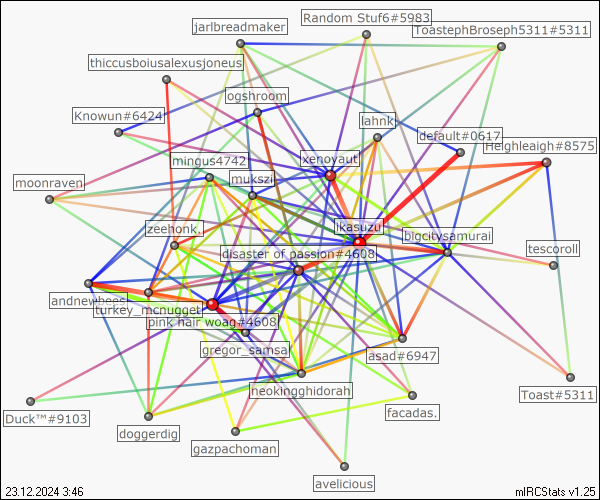 Random Stuf6#5983
jarlbreadmaker
ToastephBroseph5311#5311
thiccusboiusalexusjoneus
ogshroom
Knowun#6424
lahnk
default#0617
Heighleaigh#8575
xenoyaut
mingus4742
mukszi
moonraven
zeehonk.
likasuzu
bigcitysamurai
disaster of passion#4608
tescoroll
andnewbees
turkey_mcnugget
pink hair woag#4608
gregor_samsa
asad#6947
neokingghidorah
Toast#5311
Duck™#9103
facadas.
doggerdig
gazpachoman
avelicious
23.12.2024 3:46
mIRCStats v1.25